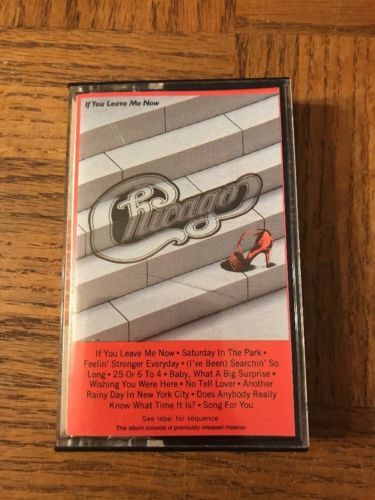 If You Leave Me Now
Chicago
If You Leave Me Now • Saturday In The Park •
Feelin' Stronger Everyday • (I've Been) Searchin' So
Long • 25 Or 6 To 4 • Baby, What A Big Surprise •
Wishing You Were Here • No Tell Lover • Another
Rainy Day In New York City • Does Anybody Really
Know What Time It Is? • Song For You
See label for sequence.
This album consists of previously released material.